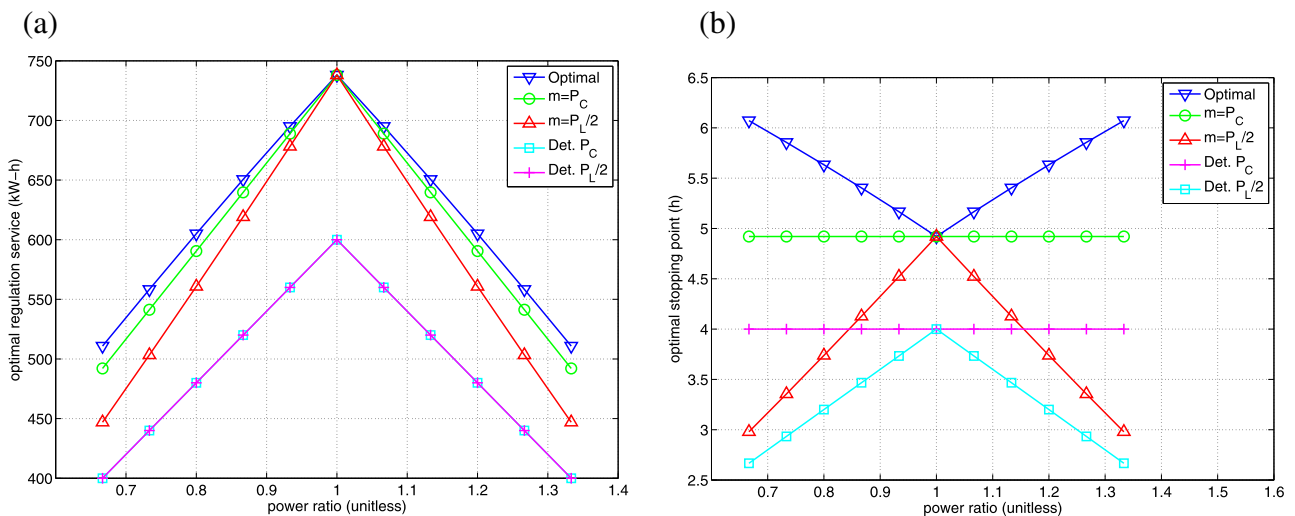 (a)
optimal regulation service (kW-h)
750
700
650
600
550
500
450
400
0.7 0.8 0.9 1 1.1 1.2 1.3 1.4
power ratio (unitless)
Optimal
m=P_C
m=P_L/2
Det. P_C
Det. P_L/2
(b)
optimal stopping point (h)
6.5
6
5.5
5
4.5
4
3.5
3
2.5
0.7 0.8 0.9 1 1.1 1.2 1.3 1.4 1.5 1.6
power ratio (unitless)
Optimal
m=P_C
m=P_L/2
Det. P_C
Det. P_L/2